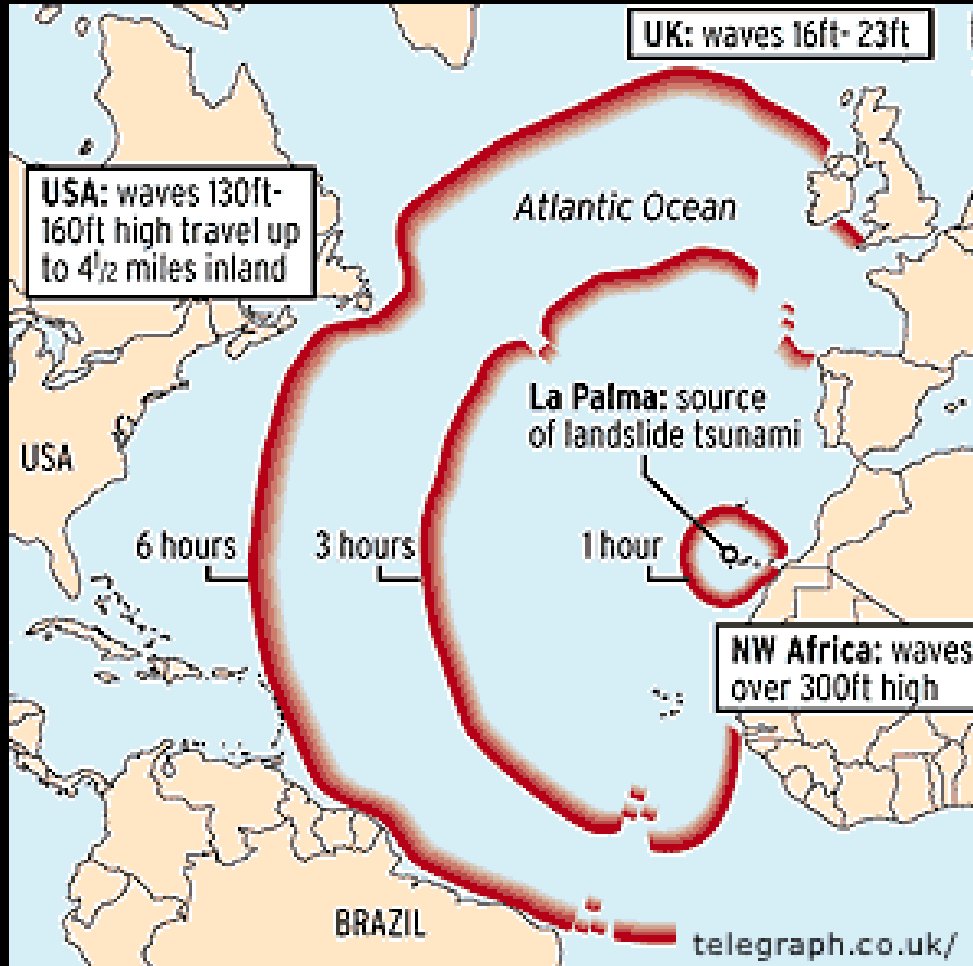 UK: waves 16ft- 23ft
USA: waves 130ft-
160ft high travel up
to 4 1/2 miles inland
Atlantic Ocean
La Palma: source
of landslide tsunami
USA
6 hours
3 hours
1 hour
NW Africa: waves
over 300ft high
BRAZIL
telegraph.co.uk/